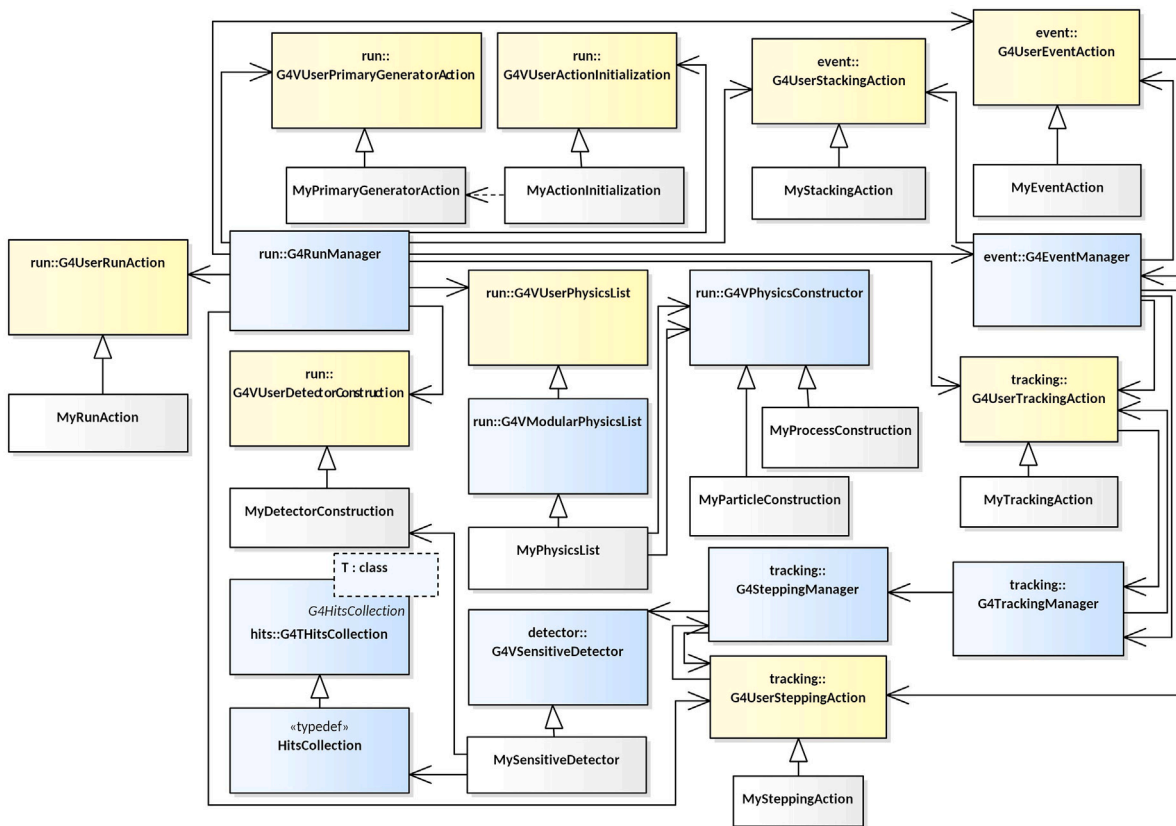 event::
G4UserEventAction
run::
G4VUserPrimaryGeneratorAction
run::
G4VUserActionInitialization
event::
G4UserStackingAction
MyPrimaryGeneratorAction
MyActionInitialization
MyStackingAction
MyEventAction
run::G4UserRunAction
run::G4RunManager
event::G4EventManager
run::G4VUserPhysicsList
run::G4VPhysicsConstructor
run::
G4VUserDetectorConstruction
tracking::
G4UserTrackingAction
MyRunAction
run::G4VModularPhysicsList
MyProcessConstruction
MyDetectorConstruction
MyParticleConstruction
MyTrackingAction
MyPhysicsList
T : class
G4HitsCollection
hits::G4THitsCollection
tracking::
G4SteppingManager
tracking::
G4TrackingManager
detector::
G4VSensitiveDetector
tracking::
G4UserSteppingAction
«typedef»
HitsCollection
MySensitiveDetector
MySteppingAction